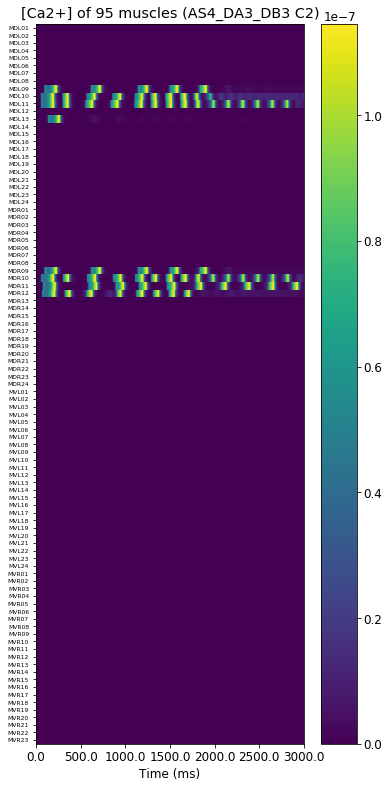 [Ca2+] of 95 muscles (AS4_DA3_DB3 C2)
1e−7
MDL01
MDL02
MDL03
MDL04
MDL05
MDL06
MDL07
MDL08
MDL09
MDL10
MDL11
MDL12
MDL13
MDL14
MDL15
MDL16
MDL17
MDL18
MDL19
MDL20
MDL21
MDL22
MDL23
MDL24
MDR01
MDR02
MDR03
MDR04
MDR05
MDR06
MDR07
MDR08
MDR09
MDR10
MDR11
MDR12
MDR13
MDR14
MDR15
MDR16
MDR17
MDR18
MDR19
MDR20
MDR21
MDR22
MDR23
MDR24
MVL01
MVL02
MVL03
MVL04
MVL05
MVL06
MVL07
MVL08
MVL09
MVL10
MVL11
MVL12
MVL13
MVL14
MVL15
MVL16
MVL17
MVL18
MVL19
MVL20
MVL21
MVL22
MVL23
MVL24
MVR01
MVR02
MVR03
MVR04
MVR05
MVR06
MVR07
MVR08
MVR09
MVR10
MVR11
MVR12
MVR13
MVR14
MVR15
MVR16
MVR17
MVR18
MVR19
MVR20
MVR21
MVR22
MVR23
0.0 500.0 1000.0 1500.0 2000.0 2500.0 3000.0
Time (ms)
1.0
0.8
0.6
0.4
0.2
0.0